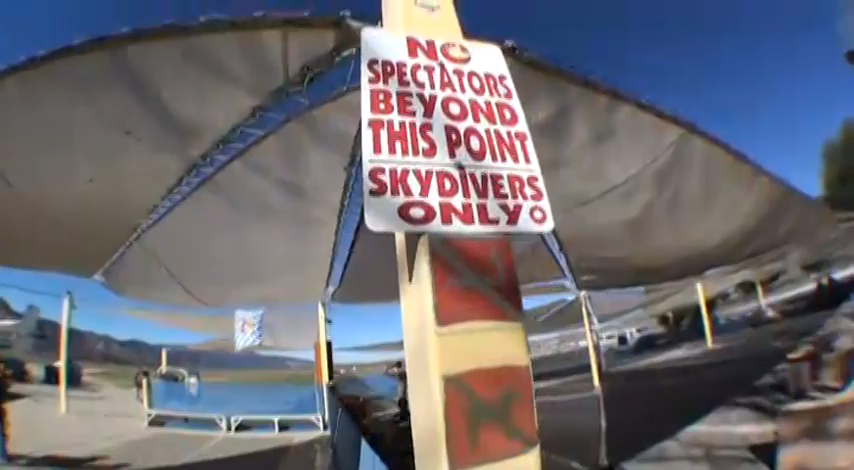 NO
SPECTATORS
BEYOND
THIS POINT
SKYDIVERS
ONLY